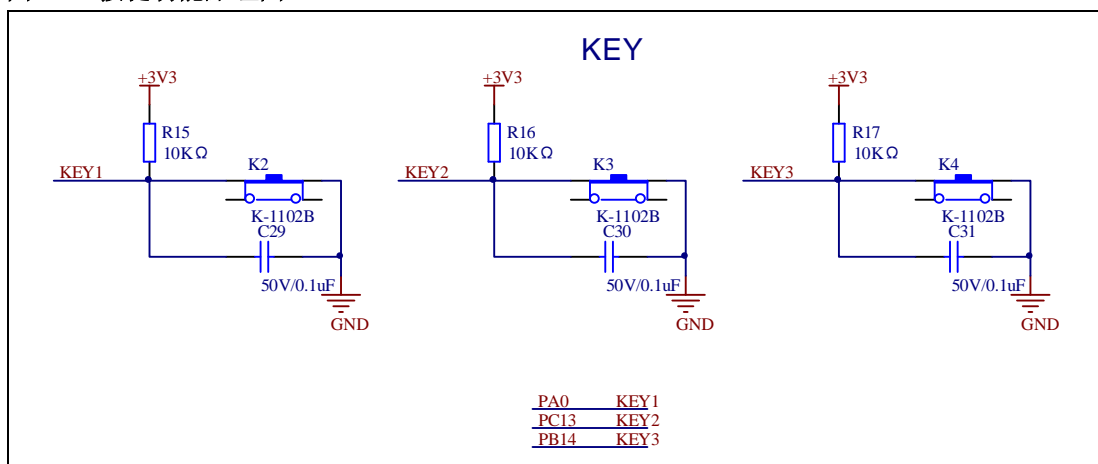 KEY
+3V3
+3V3
+3V3
R15
10KΩ
R16
10KΩ
R17
10KΩ
KEY1
K2
KEY2
K3
KEY3
K4
K-1102B
K-1102B
K-1102B
C29
C30
C31
50V/0.1uF
50V/0.1uF
50V/0.1uF
GND
GND
GND
PA0 KEY1
PC13 KEY2
PB14 KEY3